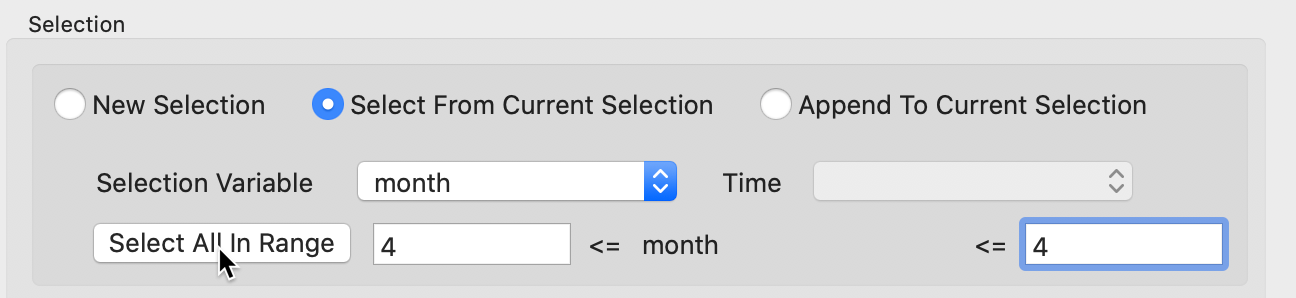 Selection
New Selection Select From Current Selection Append To Current Selection
Selection Variable month Time
Select All In Range 4 <= month <= 4